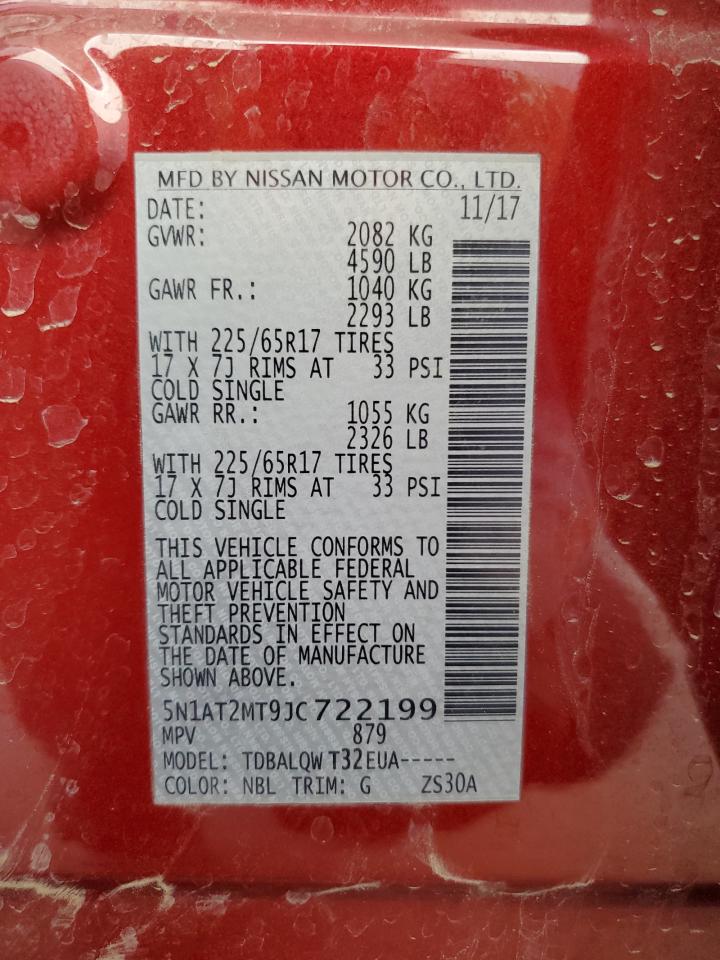 MFD BY NISSAN MOTOR CO., LTD.
DATE: 11/17
GVWR: 2082 KG
4590 LB
GAWR FR.: 1040 KG
2293 LB
WITH 225/65R17 TIRES
17 X 7J RIMS AT 33 PSI
COLD SINGLE
GAWR RR.: 1055 KG
2326 LB
WITH 225/65R17 TIRES
17 X 7J RIMS AT 33 PSI
COLD SINGLE
THIS VEHICLE CONFORMS TO
ALL APPLICABLE FEDERAL
MOTOR VEHICLE SAFETY AND
THEFT PREVENTION
STANDARDS IN EFFECT ON
THE DATE OF MANUFACTURE
SHOWN ABOVE.
5N1AT2MT9JC722199
MPV 879
MODEL: TDBALQW T32EUA-----
COLOR: NBL TRIM: G ZS30A